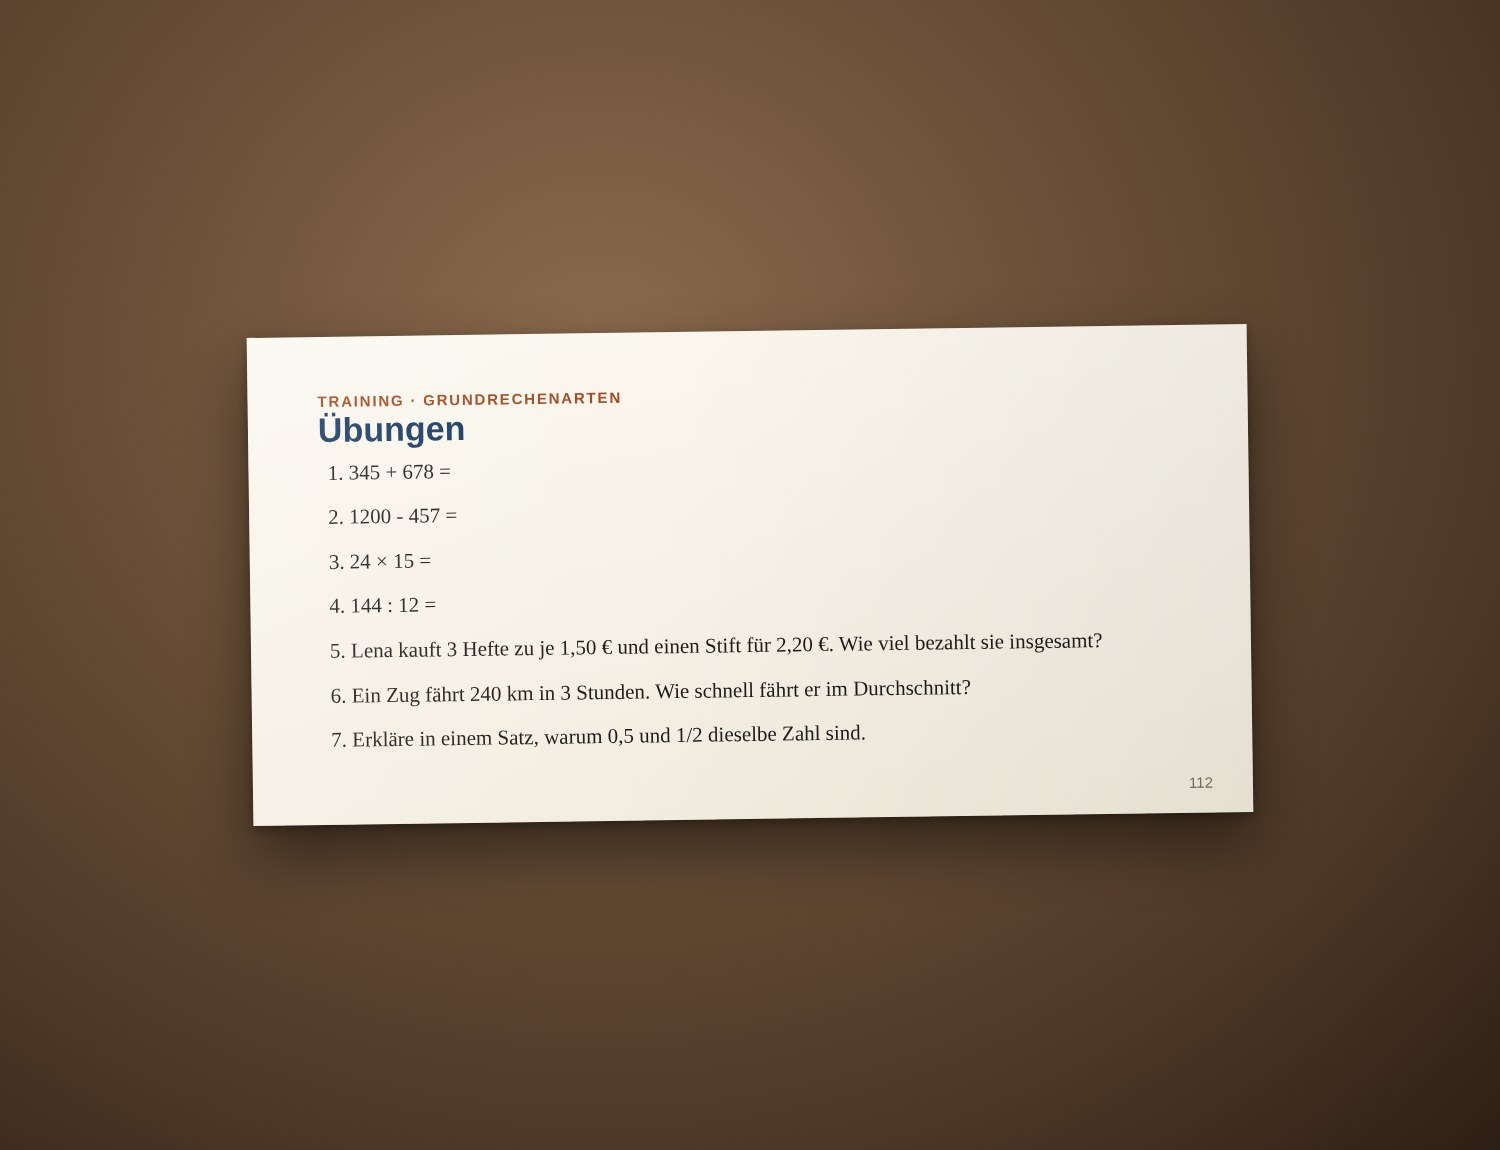 TRAINING · GRUNDRECHENARTEN
Übungen
1. 345 + 678 =
2. 1200 - 457 =
3. 24 × 15 =
4. 144 : 12 =
5. Lena kauft 3 Hefte zu je 1,50 € und einen Stift für 2,20 €. Wie viel bezahlt sie insgesamt?
6. Ein Zug fährt 240 km in 3 Stunden. Wie schnell fährt er im Durchschnitt?
7. Erkläre in einem Satz, warum 0,5 und 1/2 dieselbe Zahl sind.
112